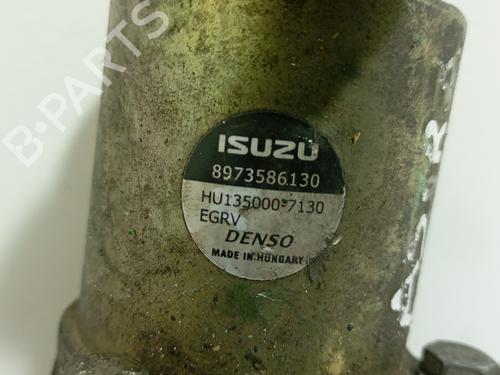 B-PARTS
ISUZU
8973586130
HU135000-7130
EGRV
DENSO
MADE IN HUNGARY